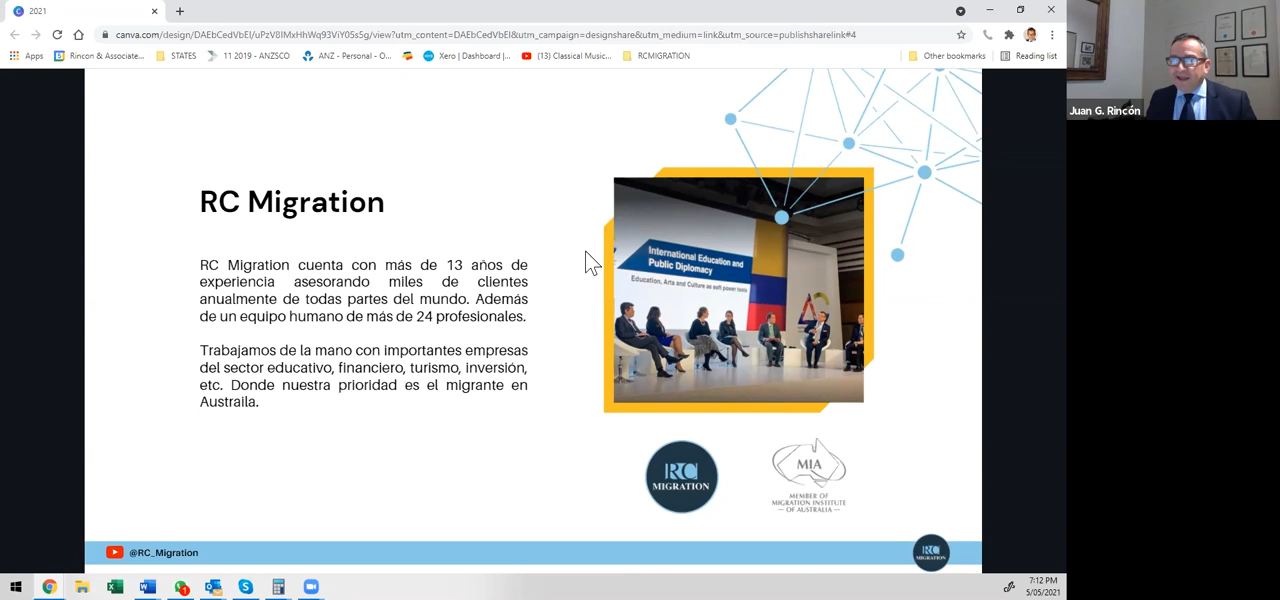 2021
canva.com/design/DAEbCedVbEI/uPzV8IMxHhWq93ViY05s5g/view?utm_content=DAEbCedVbEI&utm_campaign=designshare&utm_medium=link&utm_source=publishsharelink#4
Apps
Rincon & Associate...
STATES
11 2019 - ANZSCO
ANZ - Personal - O...
Xero | Dashboard |...
(13) Classical Music...
RCMIGRATION
Other bookmarks
Reading list
Juan G. Rincón
RC Migration
RC Migration cuenta con más de 13 años de
experiencia asesorando miles de clientes
anualmente de todas partes del mundo. Además
de un equipo humano de más de 24 profesionales.
Trabajamos de la mano con importantes empresas
del sector educativo, financiero, turismo, inversión,
etc. Donde nuestra prioridad es el migrante en
Austraila.
International Education and
Public Diplomacy
Education, Arts and Culture as soft power tools
RC
MIGRATION
MIA
MEMBER OF
MIGRATION INSTITUTE
OF AUSTRALIA
@RC_Migration
RC
MIGRATION
7:12 PM
5/05/2021